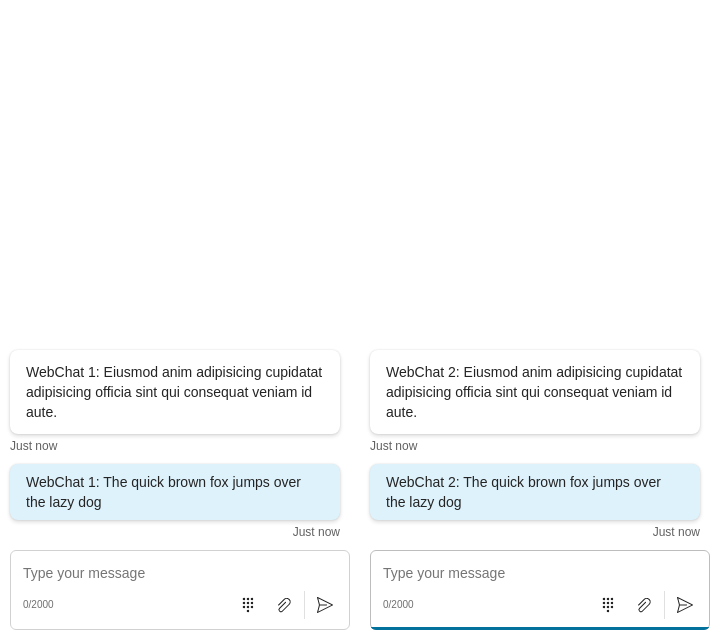 WebChat 1: Eiusmod anim adipisicing cupidatat
adipisicing officia sint qui consequat veniam id
aute.
Just now
WebChat 1: The quick brown fox jumps over
the lazy dog
Just now
Type your message
0/2000
WebChat 2: Eiusmod anim adipisicing cupidatat
adipisicing officia sint qui consequat veniam id
aute.
Just now
WebChat 2: The quick brown fox jumps over
the lazy dog
Just now
Type your message
0/2000